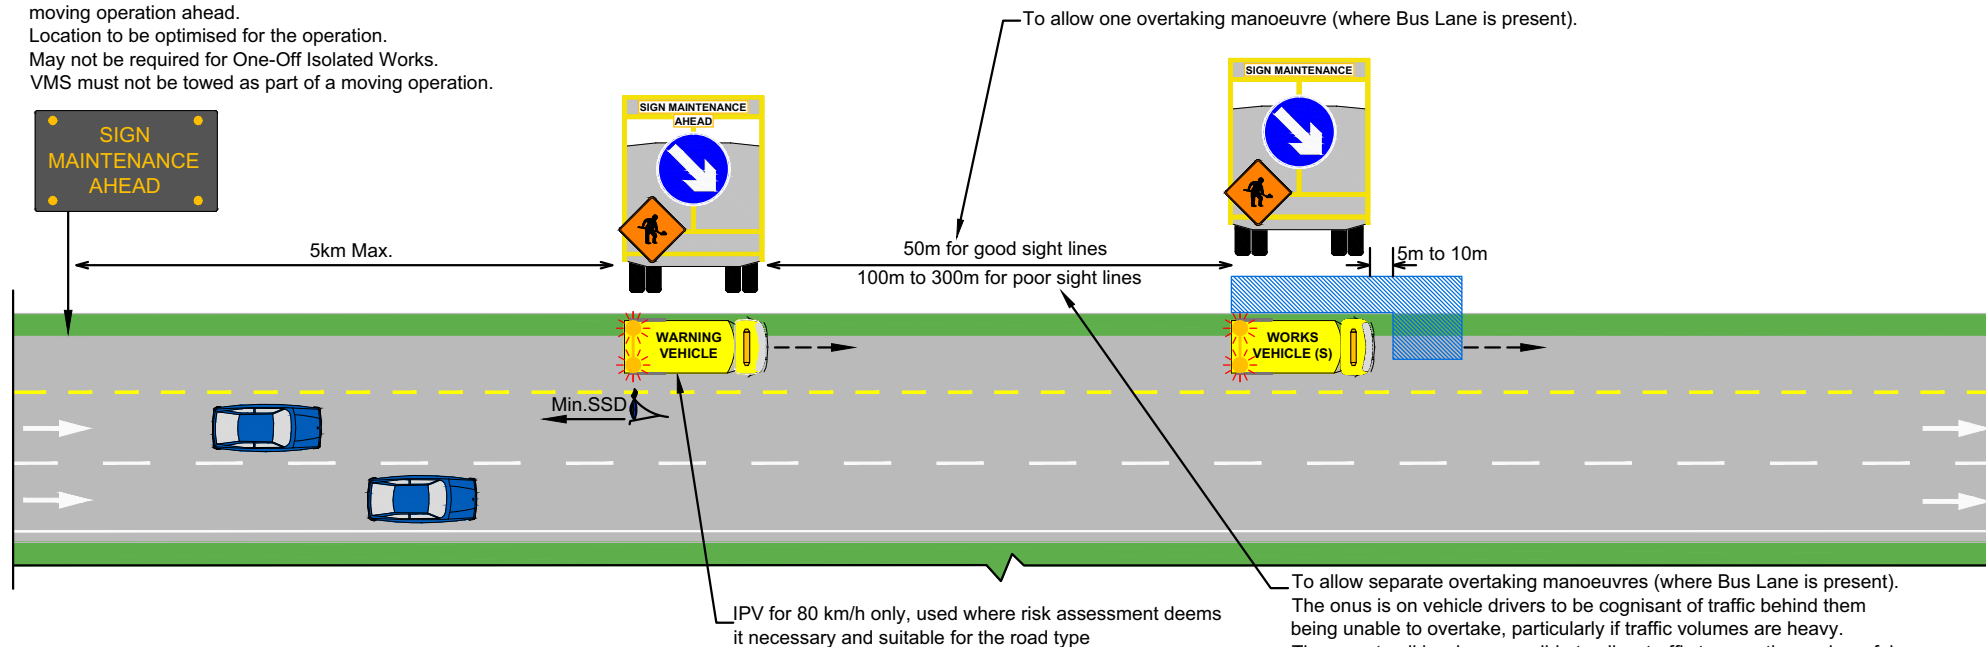 moving operation ahead.
Location to be optimised for the operation.
May not be required for One-Off Isolated Works.
VMS must not be towed as part of a moving operation.
To allow one overtaking manoeuvre (where Bus Lane is present).
SIGN
MAINTENANCE
AHEAD
SIGN MAINTENANCE
AHEAD
SIGN MAINTENANCE
5km Max.
50m for good sight lines
100m to 300m for poor sight lines
5m to 10m
WARNING
VEHICLE
WORKS
VEHICLE (S)
Min.SSD
IPV for 80 km/h only, used where risk assessment deems
it necessary and suitable for the road type
To allow separate overtaking manoeuvres (where Bus Lane is present).
The onus is on vehicle drivers to be cognisant of traffic behind them
being unable to overtake, particularly if traffic volumes are heavy.